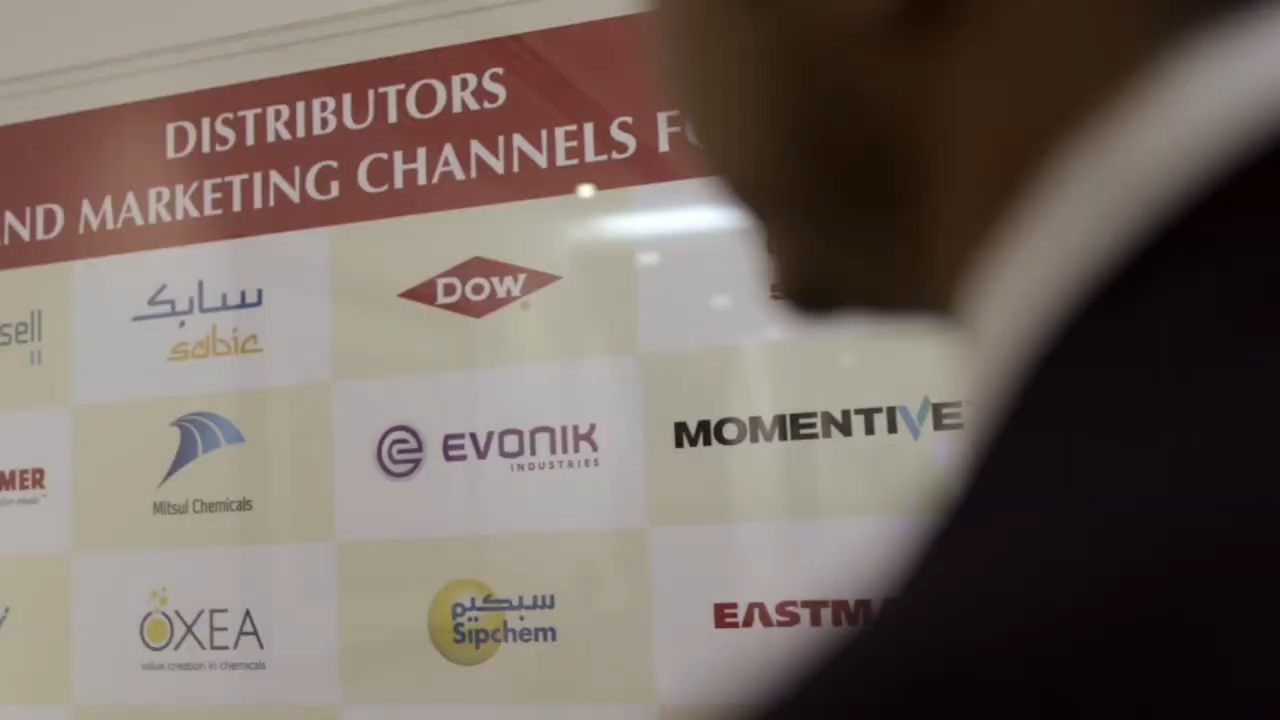 DISTRIBUTORS
ND MARKETING CHANNELS F
sell
سابك
sabic
DOW
MER
Mitsui Chemicals
EVONIK
INDUSTRIES
MOMENTIVE
OXEA
value creation in chemicals
سبكيم
Sipchem
EASTM